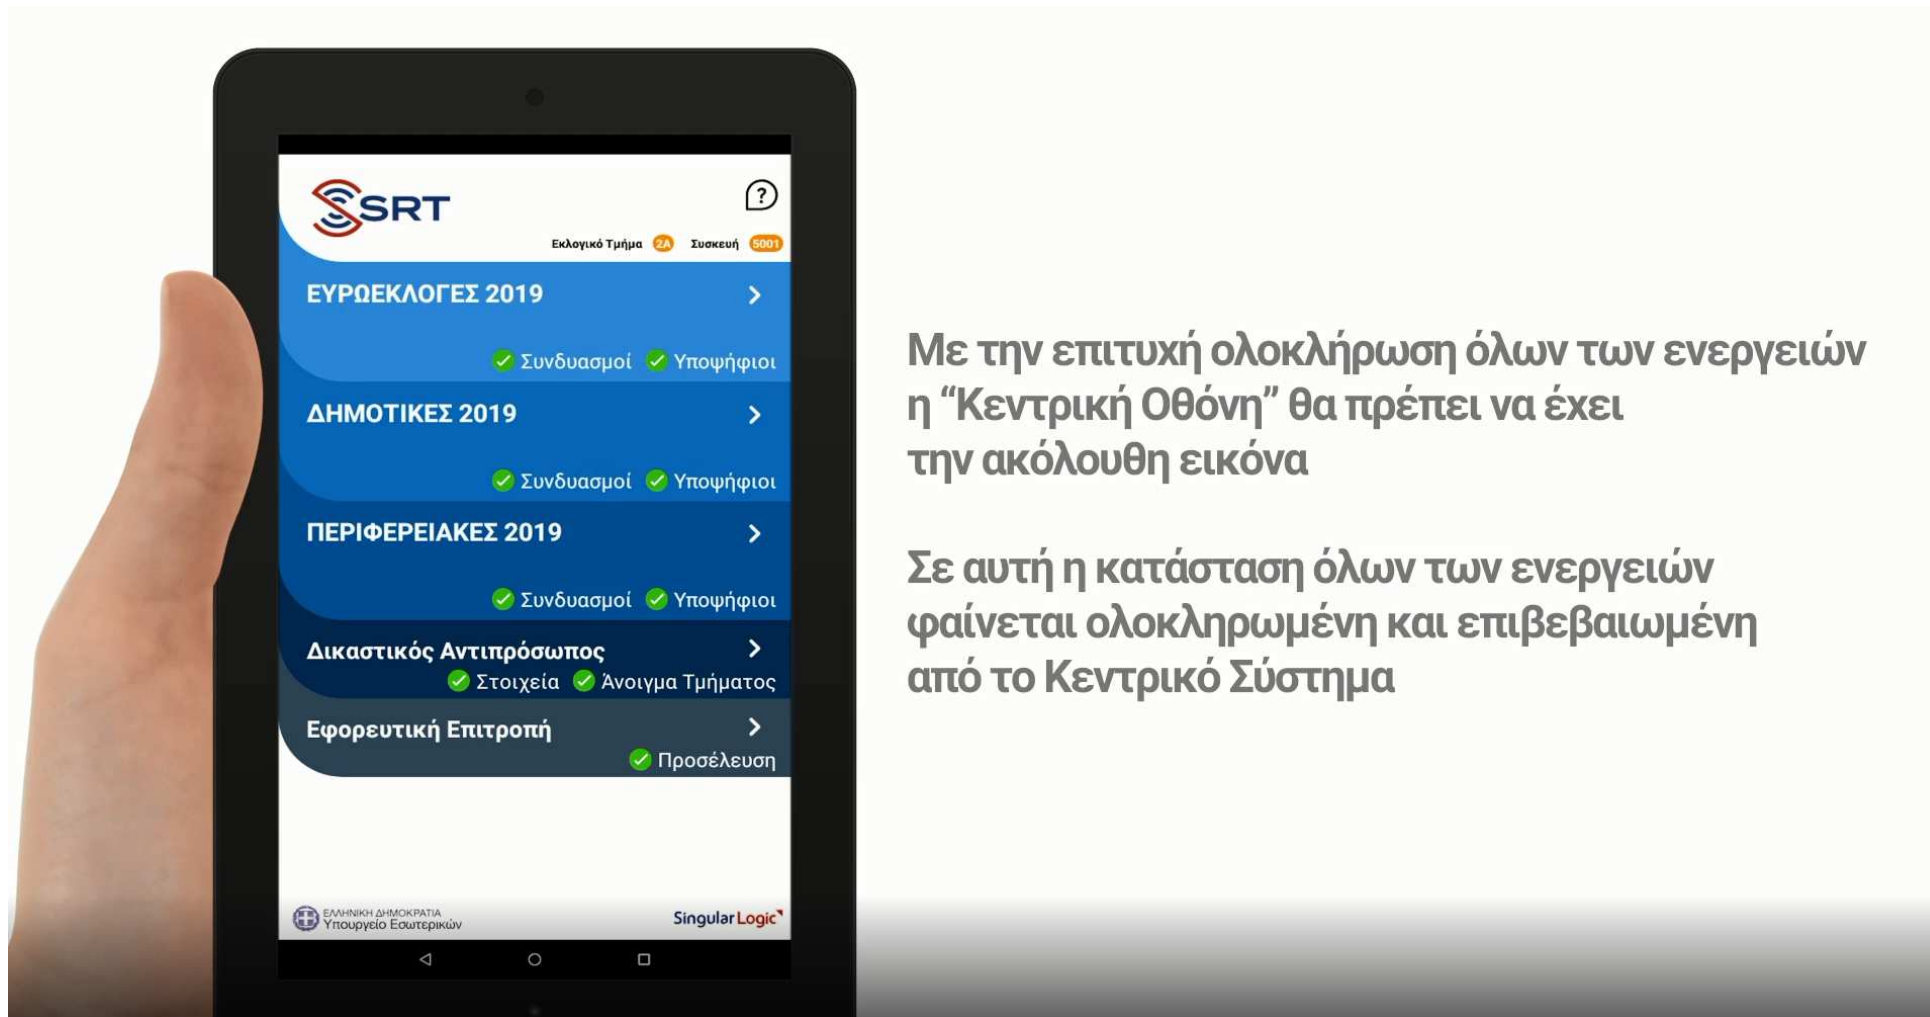 SRT
?
Εκλογικό Τμήμα 2Α Συσκευή 5001
ΕΥΡΩΕΚΛΟΓΕΣ 2019
Συνδυασμοί Υποψήφιοι
ΔΗΜΟΤΙΚΕΣ 2019
Συνδυασμοί Υποψήφιοι
ΠΕΡΙΦΕΡΕΙΑΚΕΣ 2019
Συνδυασμοί Υποψήφιοι
Δικαστικός Αντιπρόσωπος
Στοιχεία Άνοιγμα Τμήματος
Εφορευτική Επιτροπή
Προσέλευση
ΕΛΛΗΝΙΚΗ ΔΗΜΟΚΡΑΤΙΑ
Υπουργείο Εσωτερικών
SingularLogic
Με την επιτυχή ολοκλήρωση όλων των ενεργειών
η “Κεντρική Οθόνη” θα πρέπει να έχει
την ακόλουθη εικόνα
Σε αυτή η κατάσταση όλων των ενεργειών
φαίνεται ολοκληρωμένη και επιβεβαιωμένη
από το Κεντρικό Σύστημα